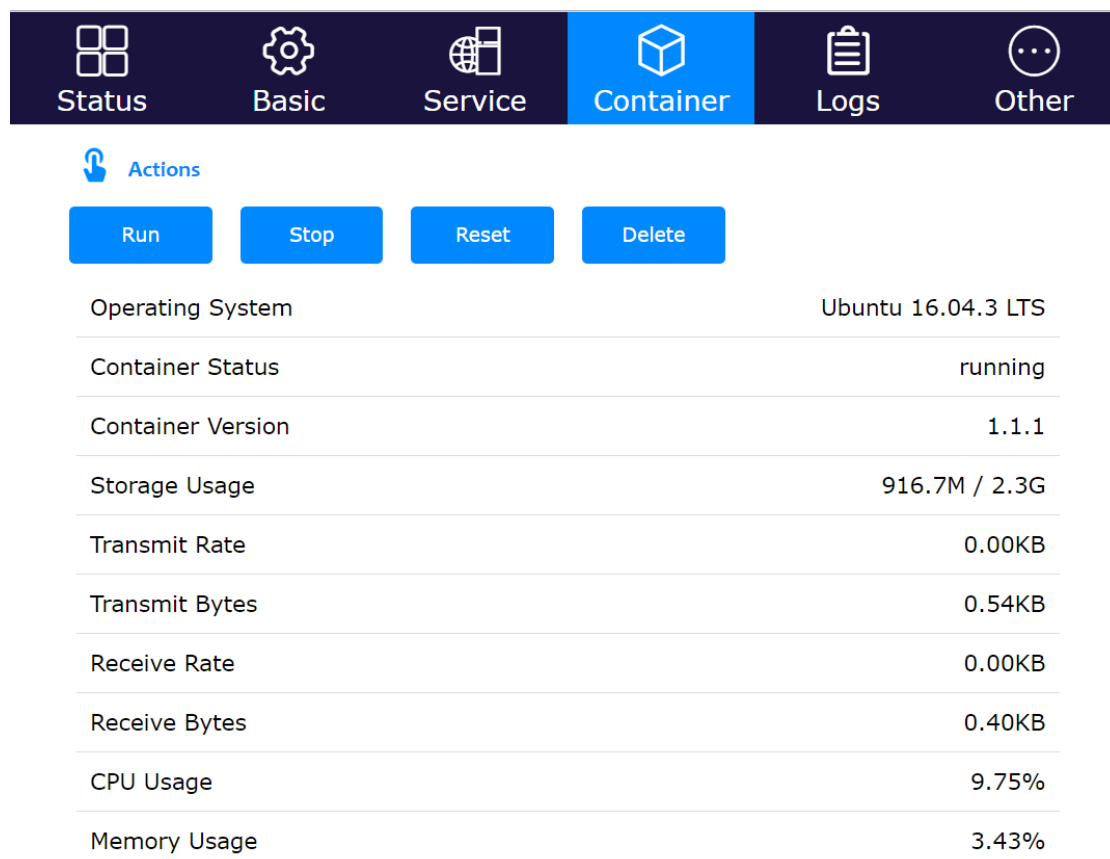 Status Basic Service Container Logs Other
Actions
Run Stop Reset Delete
Operating System Ubuntu 16.04.3 LTS
Container Status running
Container Version 1.1.1
Storage Usage 916.7M / 2.3G
Transmit Rate 0.00KB
Transmit Bytes 0.54KB
Receive Rate 0.00KB
Receive Bytes 0.40KB
CPU Usage 9.75%
Memory Usage 3.43%